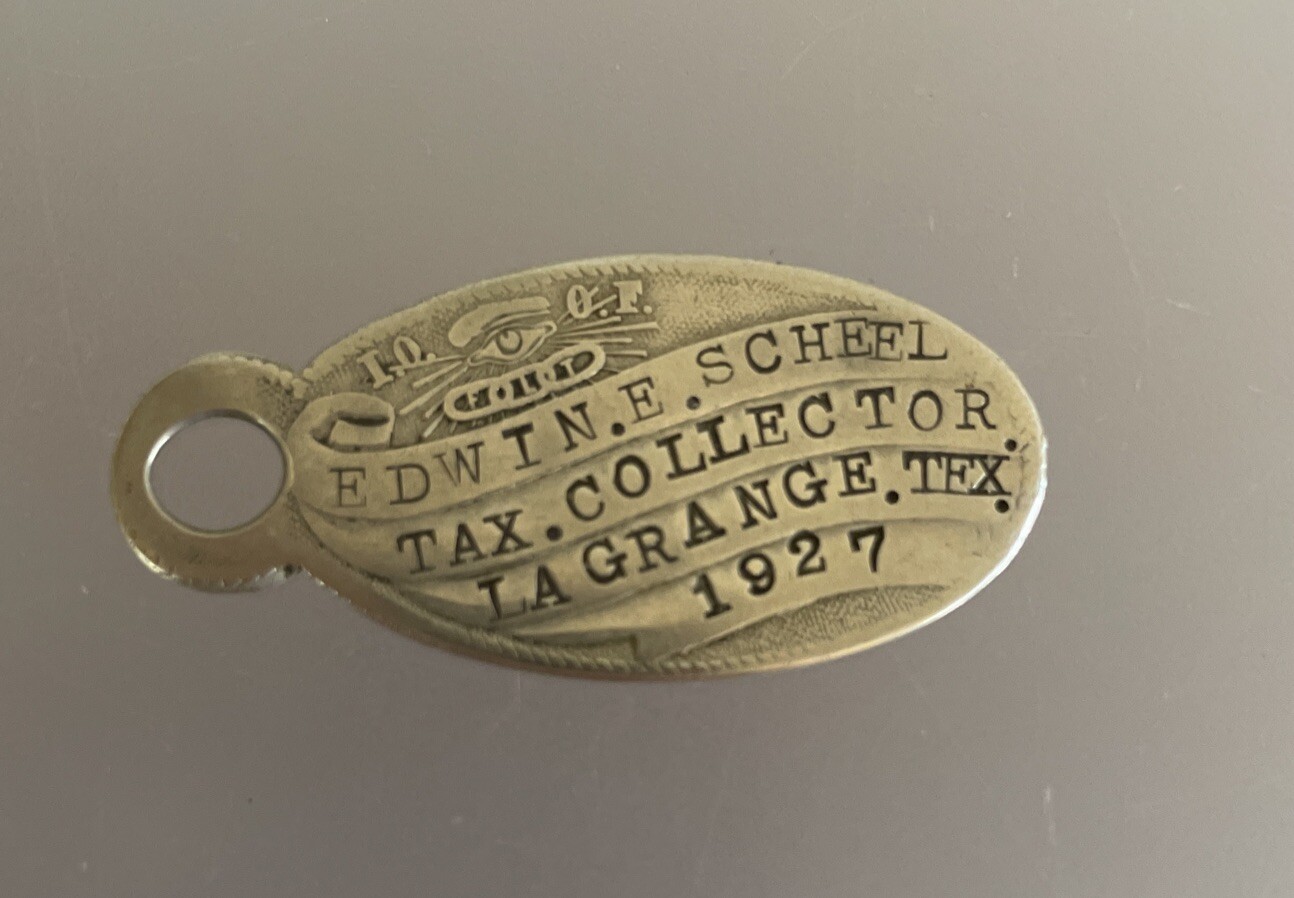 I.O. O.F.
F.L.T
EDWIN.E.SCHEEL
TAX.COLLECTOR.
LAGRANGE.TEX.
1927